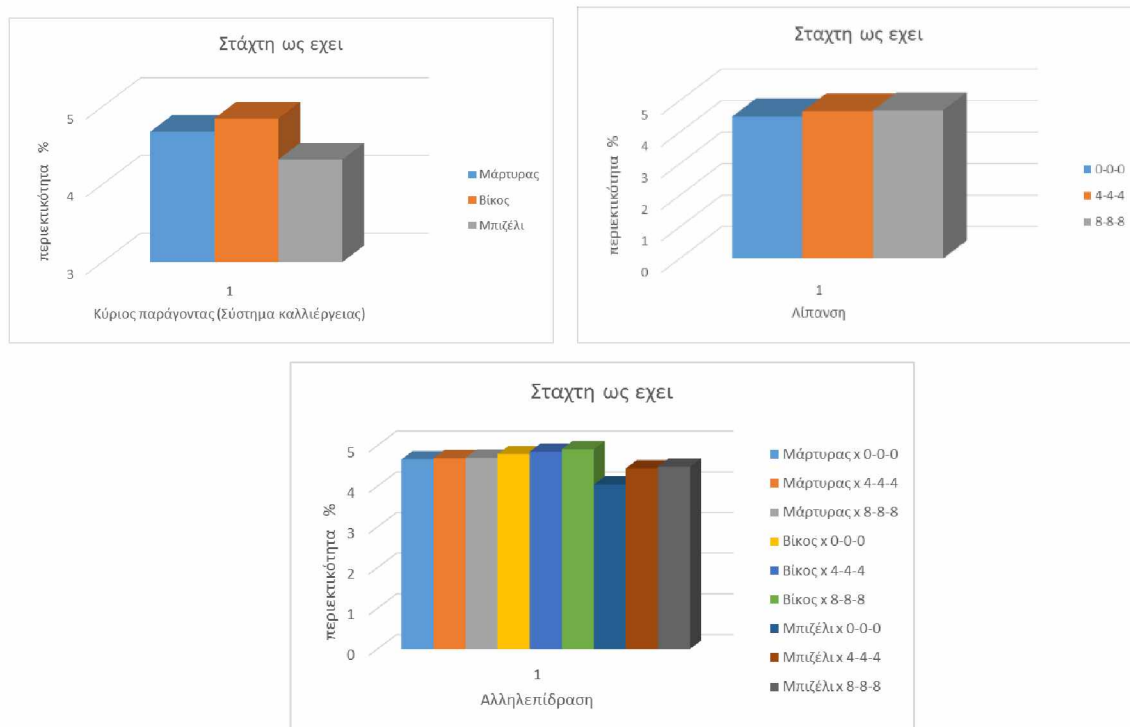 Στάχτη ως εχει
περιεκτικότητα %
5
4
3
1
Κύριος παράγοντας (Σύστημα καλλιέργειας)
Μάρτυρας
Βίκος
Μπιζέλι
Σταχτη ως εχει
περιεκτικότητα %
5
4
3
2
1
0
1
Λίπανση
0-0-0
4-4-4
8-8-8
Σταχτη ως εχει
περιεκτικότητα %
5
4
3
2
1
0
1
Αλληλεπίδραση
Μάρτυρας x 0-0-0
Μάρτυρας x 4-4-4
Μάρτυρας x 8-8-8
Βίκος x 0-0-0
Βίκος x 4-4-4
Βίκος x 8-8-8
Μπιζέλι x 0-0-0
Μπιζέλι x 4-4-4
Μπιζέλι x 8-8-8